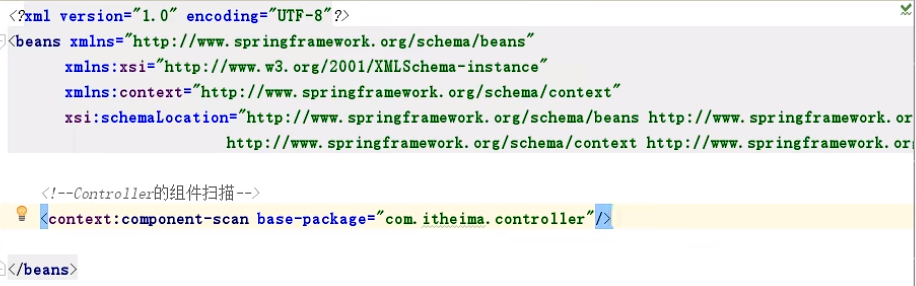 <?xml version="1.0" encoding="UTF-8"?>
<beans xmlns="http://www.springframework.org/schema/beans"
xmlns:xsi="http://www.w3.org/2001/XMLSchema-instance"
xmlns:context="http://www.springframework.org/schema/context"
xsi:schemaLocation="http://www.springframework.org/schema/beans http://www.springframework.or
http://www.springframework.org/schema/context http://www.springframework.org
<!--Controller的组件扫描-->
<context:component-scan base-package="com.itheima.controller"/>
</beans>